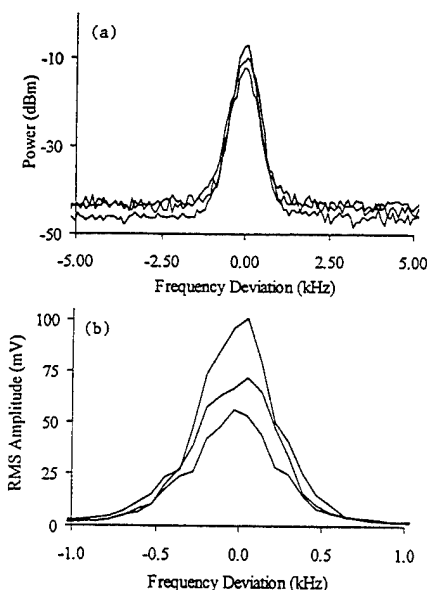 (a)
-10
-30
-50
Power (dBm)
-5.00 -2.50 0.00 2.50 5.00
Frequency Deviation (kHz)
(b)
100
75
50
25
0
RMS Amplitude (mV)
-1.0 -0.5 0.0 0.5 1.0
Frequency Deviation (kHz)